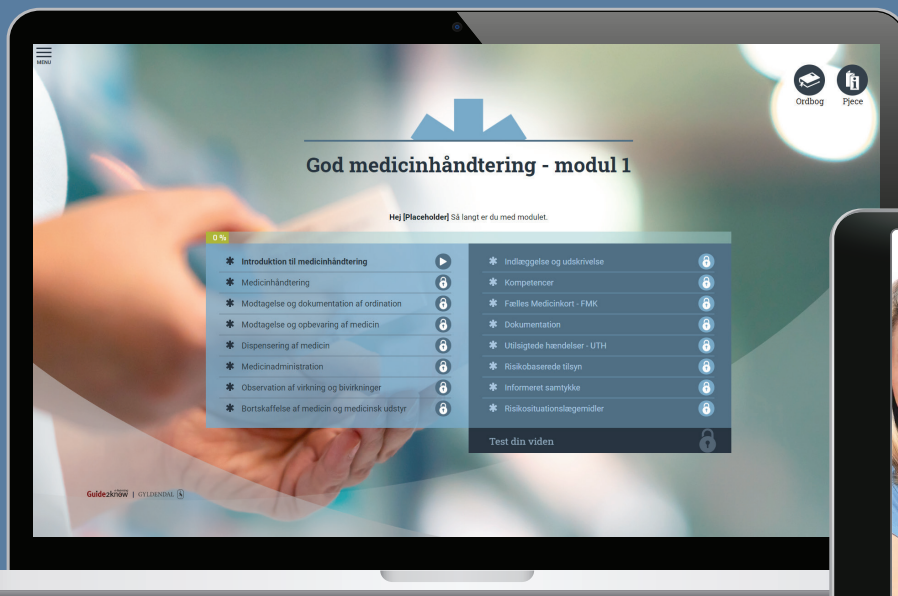 MENU
Ordbog
Pjece
God medicinhåndtering - modul 1
Hej [Placeholder] Så langt er du med modulet.
0 %
Introduktion til medicinhåndtering
Medicinhåndtering
Modtagelse og dokumentation af ordination
Modtagelse og opbevaring af medicin
Dispensering af medicin
Medicinadministration
Observation af virkning og bivirkninger
Bortskaffelse af medicin og medicinsk udstyr
Indlæggelse og udskrivelse
Kompetencer
Fælles Medicinkort - FMK
Dokumentation
Utilsigtede hændelser - UTH
Risikobaserede tilsyn
Informeret samtykke
Risikosituationslægemidler
Test din viden
Guide2know | GYLDENDAL